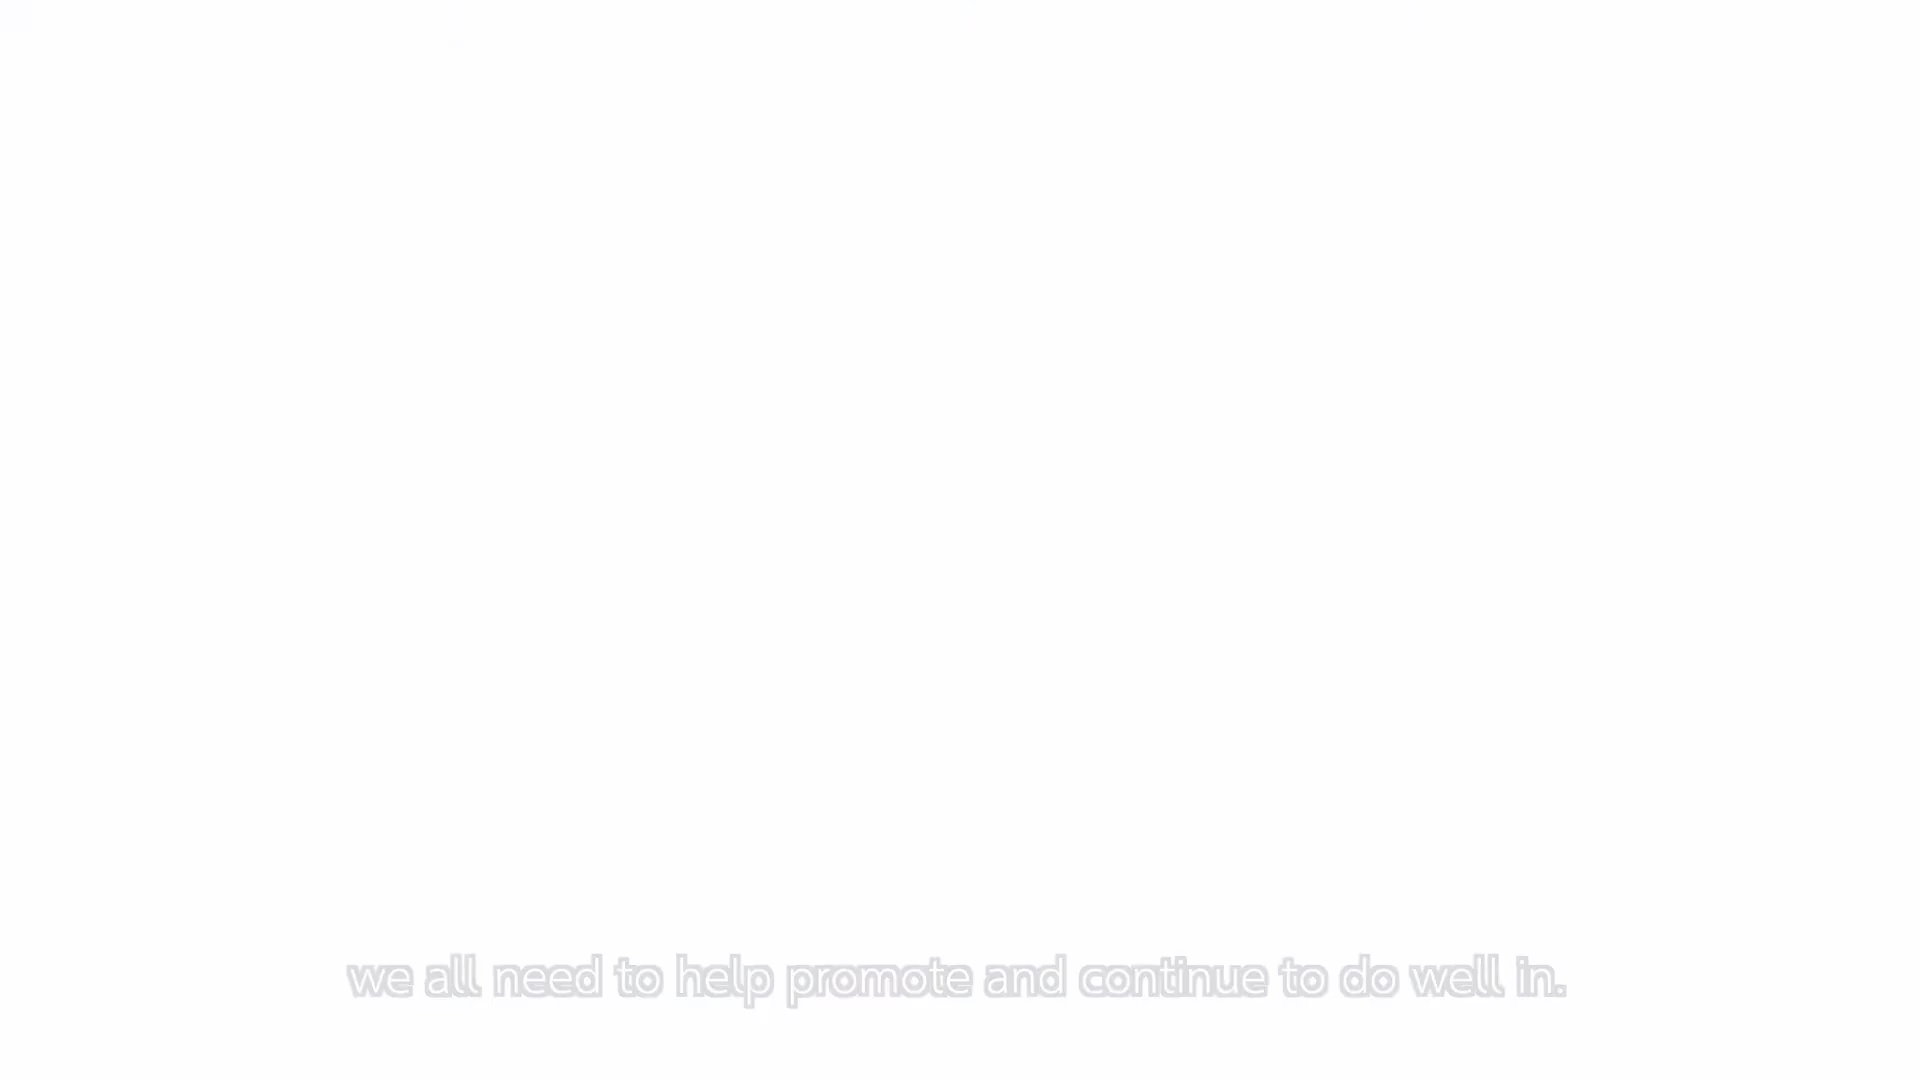 we all need to help promote and continue to do well in.